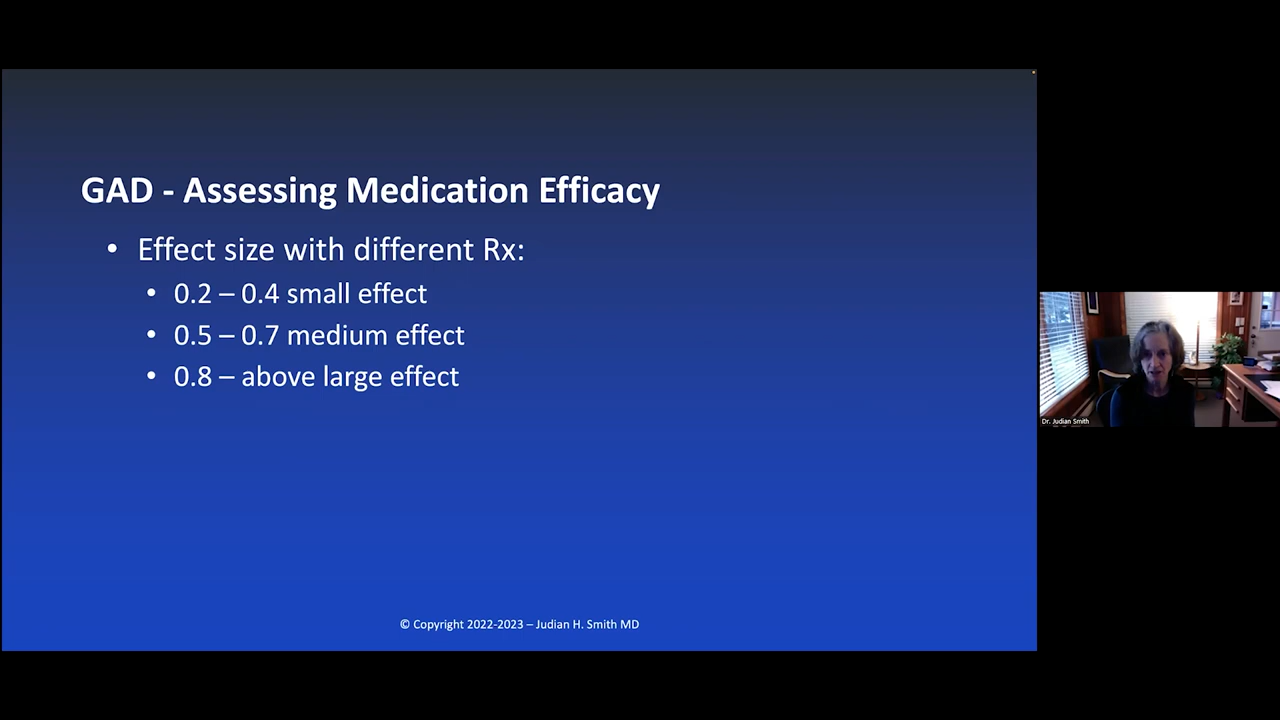 GAD - Assessing Medication Efficacy
• Effect size with different Rx:
• 0.2 – 0.4 small effect
• 0.5 – 0.7 medium effect
• 0.8 – above large effect
© Copyright 2022-2023 – Judian H. Smith MD
Dr. Judian Smith